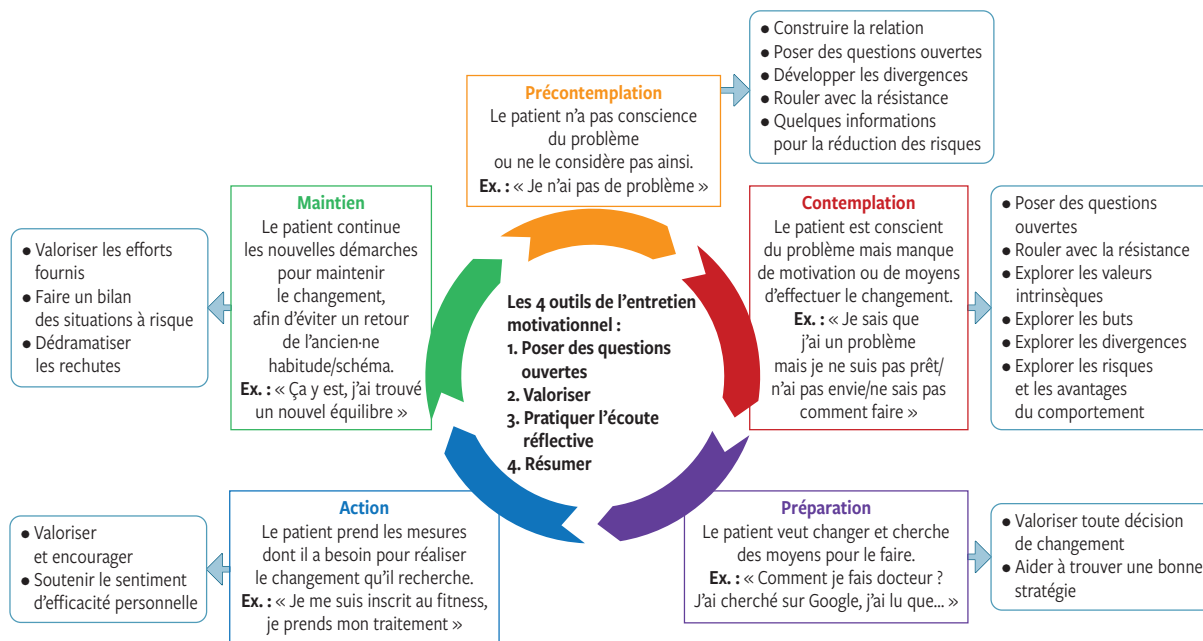 ● Construire la relation
● Poser des questions ouvertes
● Développer les divergences
● Rouler avec la résistance
● Quelques informations
pour la réduction des risques
Précontemplation
Le patient n'a pas conscience
du problème
ou ne le considère pas ainsi.
Ex. : « Je n'ai pas de problème »
Maintien
Le patient continue
les nouvelles démarches
pour maintenir
le changement,
afin d'éviter un retour
de l'ancien·ne
habitude/schéma.
Ex. : « Ça y est, j'ai trouvé
un nouvel équilibre »
● Valoriser les efforts
fournis
● Faire un bilan
des situations à risque
● Dédramatiser
les rechutes
Les 4 outils de l'entretien
motivationnel :
1. Poser des questions
ouvertes
2. Valoriser
3. Pratiquer l'écoute
réflective
4. Résumer
Contemplation
Le patient est conscient
du problème mais manque
de motivation ou de moyens
d'effectuer le changement.
Ex. : « Je sais que
j'ai un problème
mais je ne suis pas prêt/
n'ai pas envie/ne sais pas
comment faire »
● Poser des questions
ouvertes
● Rouler avec la résistance
● Explorer les valeurs
intrinsèques
● Explorer les buts
● Explorer les divergences
● Explorer les risques
et les avantages
du comportement
● Valoriser
et encourager
● Soutenir le sentiment
d'efficacité personnelle
Action
Le patient prend les mesures
dont il a besoin pour réaliser
le changement qu'il recherche.
Ex. : « Je me suis inscrit au fitness,
je prends mon traitement »
Préparation
Le patient veut changer et cherche
des moyens pour le faire.
Ex. : « Comment je fais docteur ?
J'ai cherché sur Google, j'ai lu que... »
● Valoriser toute décision
de changement
● Aider à trouver une bonne
stratégie